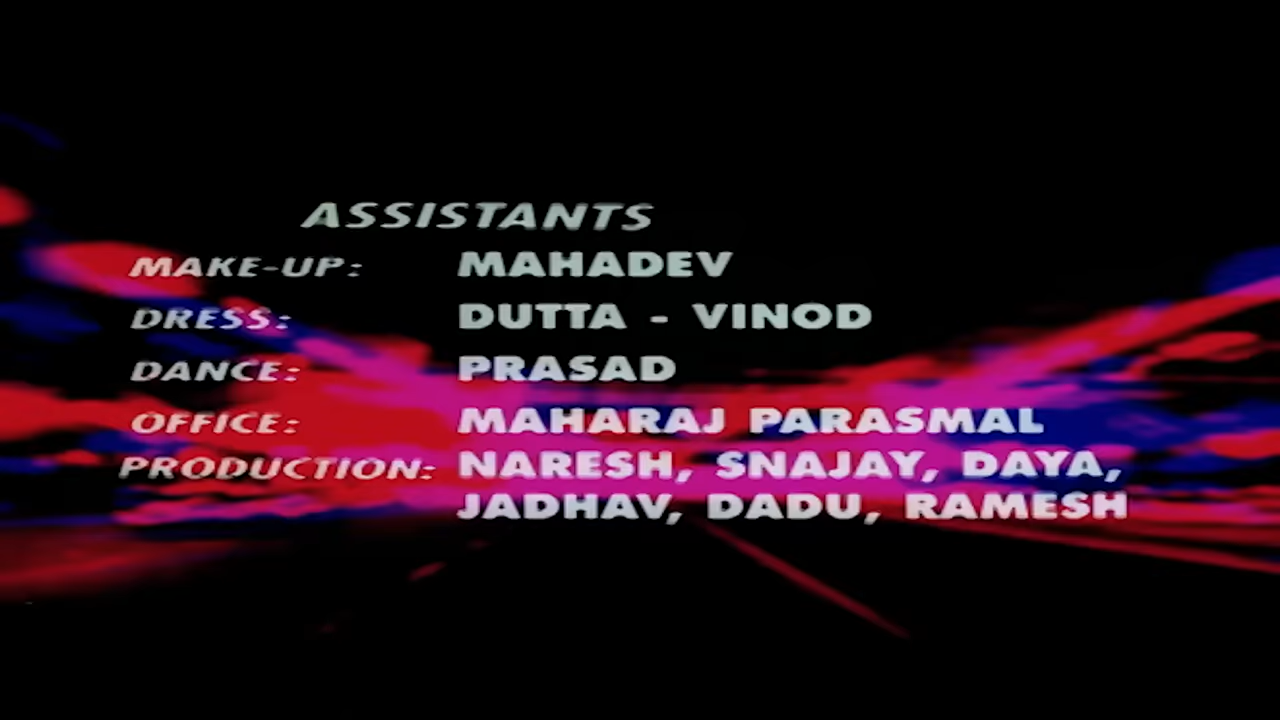 ASSISTANTS
MAKE-UP: MAHADEV
DRESS: DUTTA - VINOD
DANCE: PRASAD
OFFICE: MAHARAJ PARASMAL
PRODUCTION: NARESH, SNAJAY, DAYA,
JADHAV, DADU, RAMESH